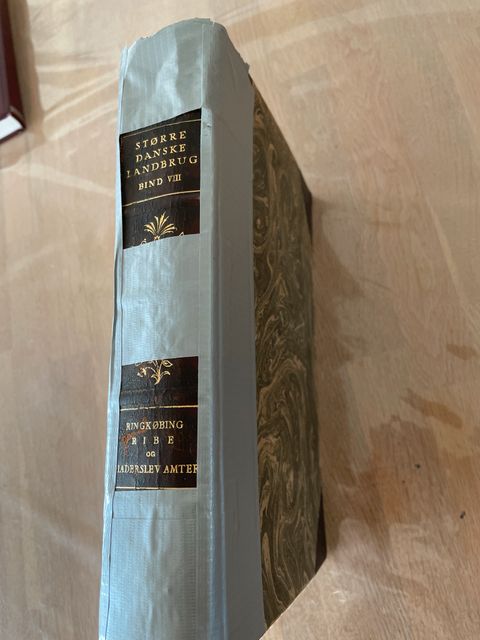 STØRRE
DANSKE
LANDBRUG
BIND VIII
RINGKØBING
RIBE
OG
HADERSLEV AMTER